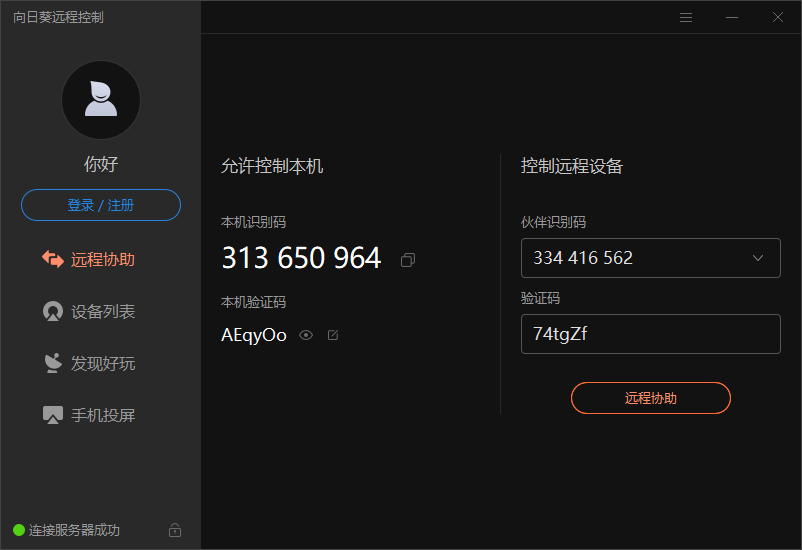 向日葵远程控制
你好
登录 / 注册
远程协助
设备列表
发现好玩
手机投屏
连接服务器成功
允许控制本机
本机识别码
313 650 964
本机验证码
AEqyOo
控制远程设备
伙伴识别码
334 416 562
验证码
74tgZf
远程协助